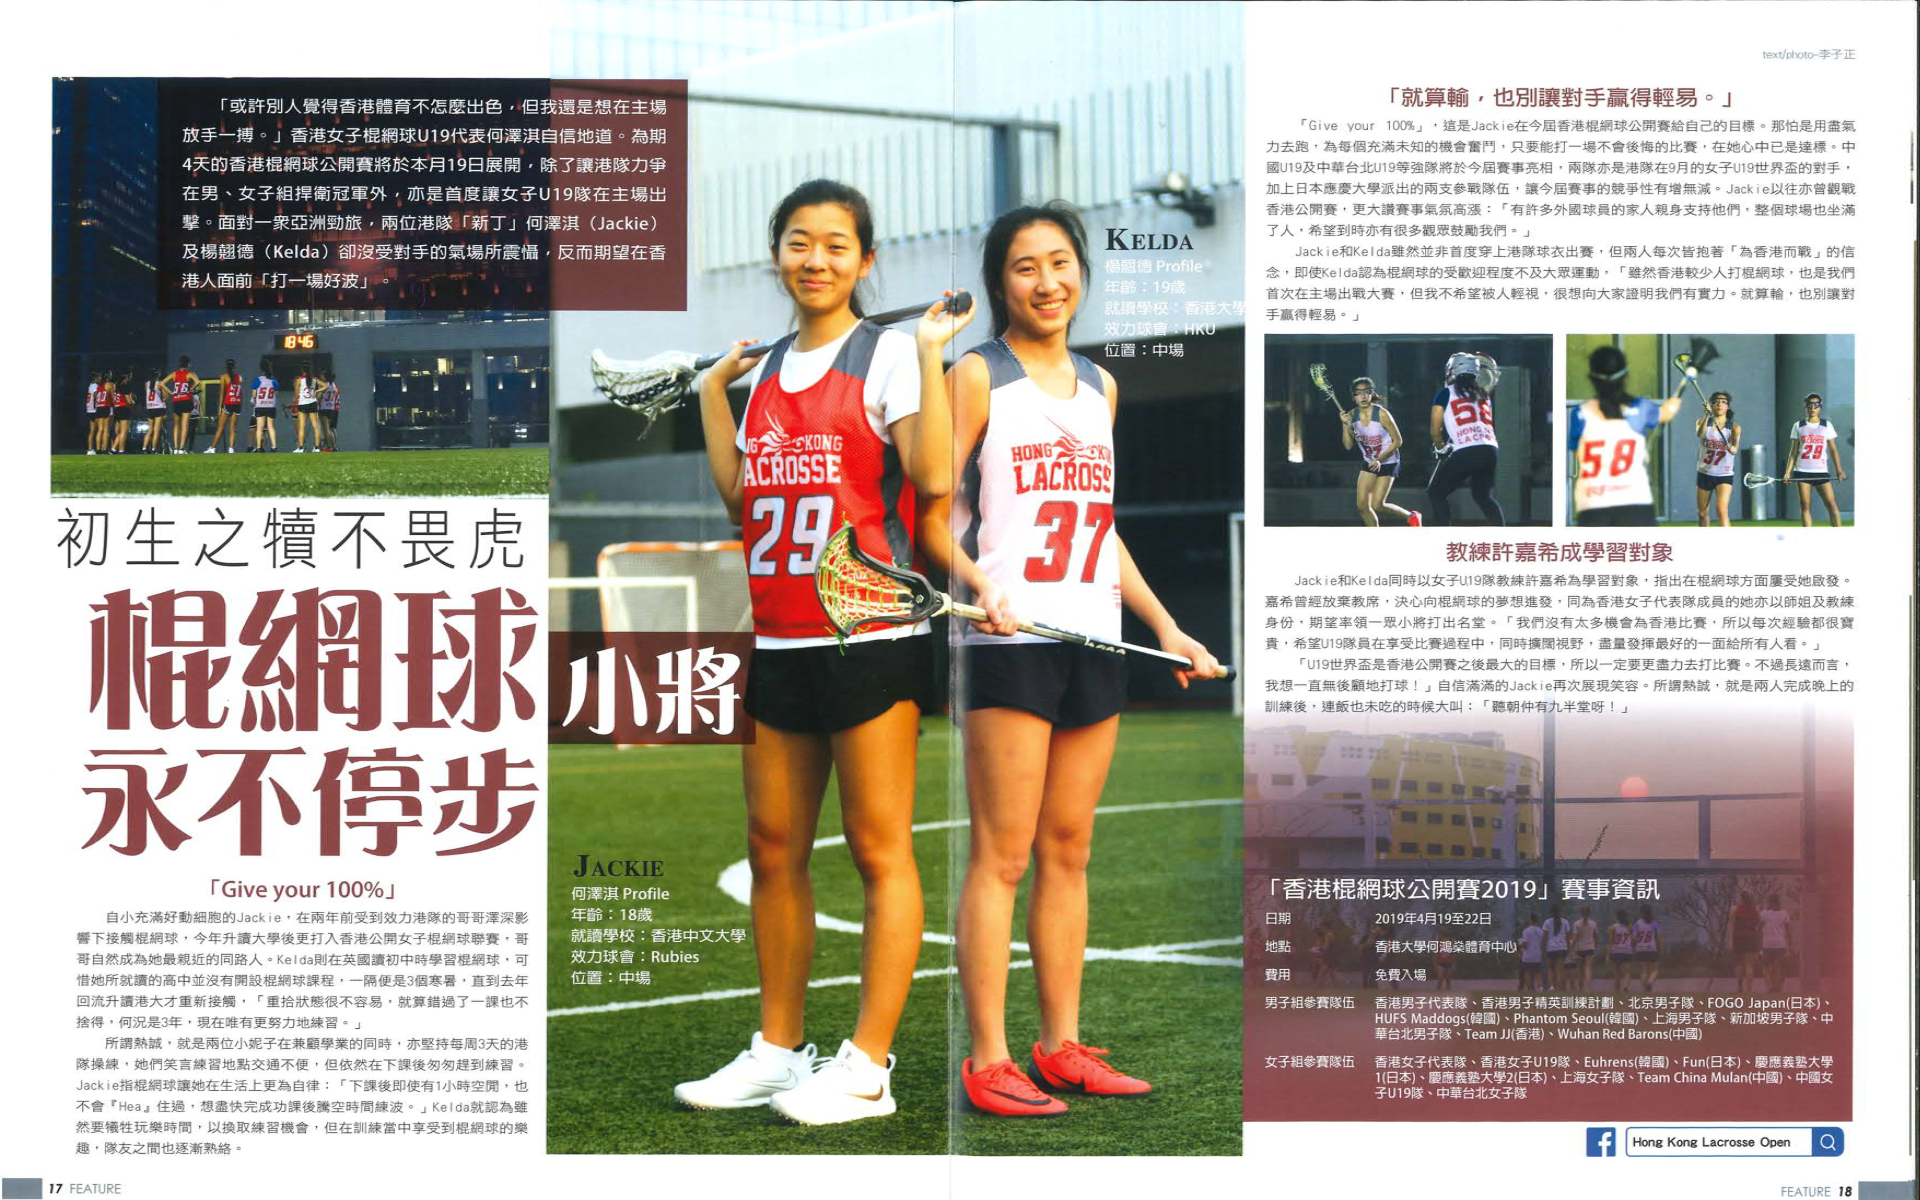 「或許別人覺得香港體育不怎麼出色，但我還是想在主場
放手一搏。」香港女子棍網球U19代表何澤淇自信地道。為期
4天的香港棍網球公開賽將於本月19日展開，除了讓港隊力爭
在男、女子組捍衛冠軍外，亦是首度讓女子U19隊在主場出
擊。面對一衆亞洲勁旅，兩位港隊「新丁」何澤淇（Jackie）
及楊翹德（Kelda）卻沒受對手的氣場所震懾，反而期望在香
港人面前「打一場好波」。
18:46
初生之犢不畏虎
棍網球
小將
永不停步
「Give your 100%」
自小充滿好動細胞的Jackie，在兩年前受到效力港隊的哥哥澤深影
響下接觸棍網球，今年升讀大學後更打入香港公開女子棍網球聯賽，哥
哥自然成為她最親近的同路人。Kelda則在英國讀初中時學習棍網球，可
惜她所就讀的高中並沒有開設棍網球課程，一隔便是3個寒暑，直到去年
回流升讀港大才重新接觸，「重拾狀態很不容易，就算錯過了一課也不
捨得，何況是3年，現在唯有更努力地練習。」
所謂熱誠，就是兩位小妮子在兼顧學業的同時，亦堅持每周3天的港
隊操練，她們笑言練習地點交通不便，但依然在下課後匆匆趕到練習。
Jackie指棍網球讓她在生活上更為自律：「下課後即使有1小時空閒，也
不會『Hea』住過，想盡快完成功課後騰空時間練波。」Kelda就認為雖
然要犧牲玩樂時間，以換取練習機會，但在訓練當中享受到棍網球的樂
趣，隊友之間也逐漸熟絡。
17 FEATURE
KELDA
楊翹德 Profile
年齡：19歲
就讀學校：香港大學
效力球會：HKU
位置：中場
KONG
LACROSSE
29
HONG KONG
LACROSSE
37
JACKIE
何澤淇 Profile
年齡：18歲
就讀學校：香港中文大學
效力球會：Rubies
位置：中場
text/photo-李子正
「就算輸，也別讓對手贏得輕易。」
「Give your 100%」，這是Jackie在今屆香港棍網球公開賽給自己的目標。那怕是用盡氣
力去跑，為每個充滿未知的機會奮鬥，只要能打一場不會後悔的比賽，在她心中已是達標。中
國U19及中華台北U19等強隊將於今屆賽事亮相，兩隊亦是港隊在9月的女子U19世界盃的對手，
加上日本應慶大學派出的兩支參戰隊伍，讓今屆賽事的競爭性有增無減。Jackie以往亦曾觀戰
香港公開賽，更大讚賽事氣氛高漲：「有許多外國球員的家人親身支持他們，整個球場也坐滿
了人，希望到時亦有很多觀眾鼓勵我們。」
Jackie和Kelda雖然並非首度穿上港隊球衣出賽，但兩人每次皆抱著「為香港而戰」的信
念，即使Kelda認為棍網球的受歡迎程度不及大眾運動，「雖然香港較少人打棍網球，也是我們
首次在主場出戰大賽，但我不希望被人輕視，很想向大家證明我們有實力。就算輸，也別讓對
手贏得輕易。」
58
37
29
教練許嘉希成學習對象
Jackie和Kelda同時以女子U19隊教練許嘉希為學習對象，指出在棍網球方面屢受她啟發。
嘉希曾經放棄教席，決心向棍網球的夢想進發，同為香港女子代表隊成員的她亦以師姐及教練
身份，期望率領一眾小將打出名堂。「我們沒有太多機會為香港比賽，所以每次經驗都很寶
貴，希望U19隊員在享受比賽過程中，同時擴闊視野，盡量發揮最好的一面給所有人看。」
「U19世界盃是香港公開賽之後最大的目標，所以一定要更盡力去打比賽。不過長遠而言，
我想一直無後顧地打球！」自信滿滿的Jackie再次展現笑容。所謂熱誠，就是兩人完成晚上的
訓練後，連飯也未吃的時候大叫：「聽朝仲有九半堂呀！」
「香港棍網球公開賽2019」賽事資訊
日期 2019年4月19至22日
地點 香港大學何鴻燊體育中心
費用 免費入場
男子組參賽隊伍 香港男子代表隊、香港男子精英訓練計劃、北京男子隊、FOGO Japan(日本)、
HUFS Maddogs(韓國)、Phantom Seoul(韓國)、上海男子隊、新加坡男子隊、中
華台北男子隊、Team JJ(香港)、Wuhan Red Barons(中國)
女子組參賽隊伍 香港女子代表隊、香港女子U19隊、Euhrens(韓國)、Fun(日本)、慶應義塾大學
1(日本)、慶應義塾大學2(日本)、上海女子隊、Team China Mulan(中國)、中國女
子U19隊、中華台北女子隊
Hong Kong Lacrosse Open
FEATURE 18